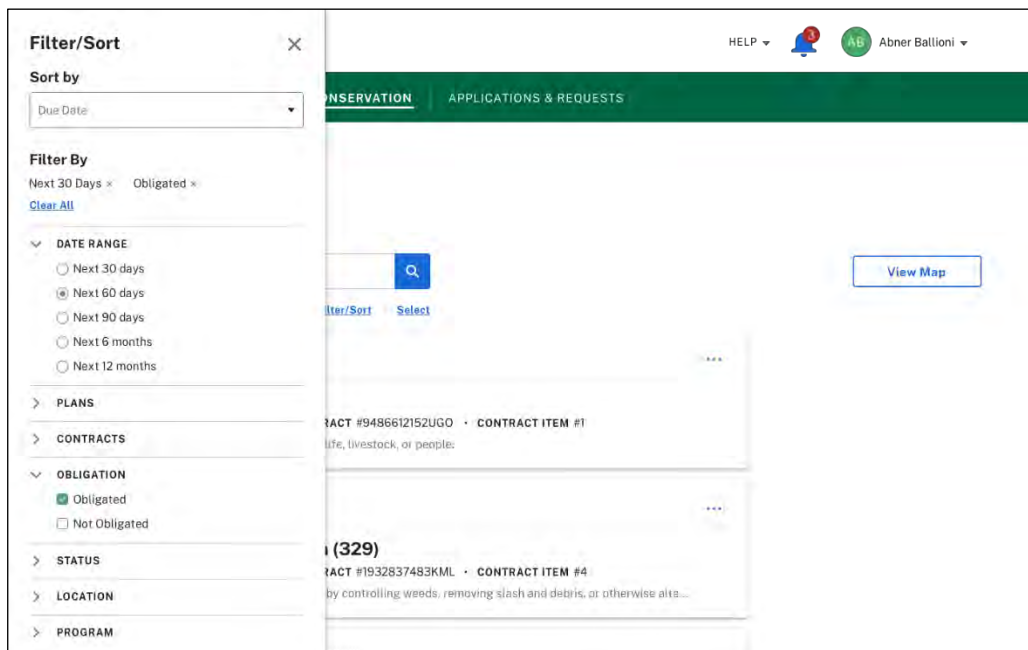 Filter/Sort
HELP
3
AB
Abner Ballioni
Sort by
Due Date
NSERVATION
APPLICATIONS & REQUESTS
Filter By
Next 30 Days × Obligated ×
Clear All
DATE RANGE
Next 30 days
Next 60 days
Next 90 days
Next 6 months
Next 12 months
PLANS
CONTRACTS
OBLIGATION
Obligated
Not Obligated
STATUS
LOCATION
PROGRAM
View Map
ilter/Sort Select
RACT #9486612152UGO · CONTRACT ITEM #1
life, livestock, or people.
(329)
RACT #1932837483KML · CONTRACT ITEM #4
by controlling weeds, removing slash and debris, or otherwise alte...